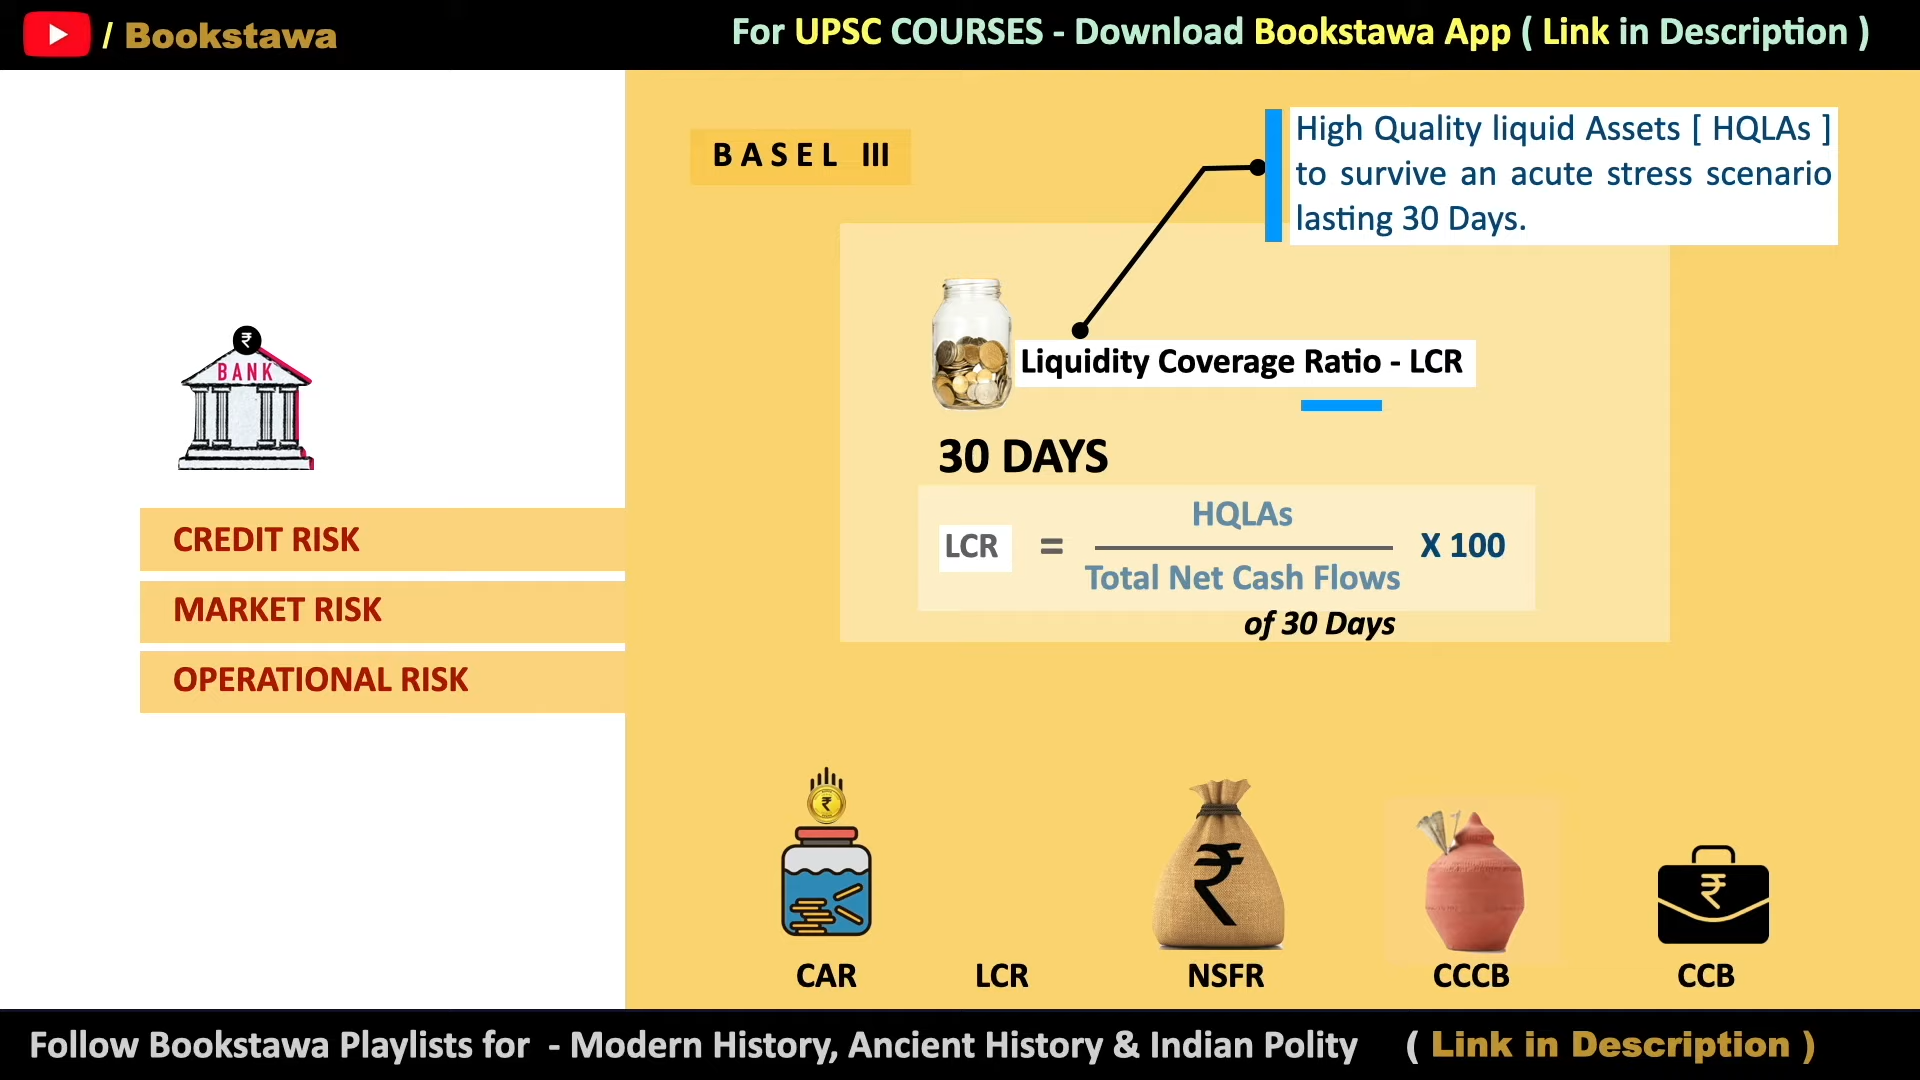 / Bookstawa
For UPSC COURSES - Download Bookstawa App ( Link in Description )
BASEL III
High Quality liquid Assets [ HQLAs ]
to survive an acute stress scenario
lasting 30 Days.
₹
BANK
Liquidity Coverage Ratio - LCR
30 DAYS
LCR = HQLAs
Total Net Cash Flows X 100
of 30 Days
CREDIT RISK
MARKET RISK
OPERATIONAL RISK
₹
₹
₹
CAR LCR NSFR CCCB CCB
Follow Bookstawa Playlists for - Modern History, Ancient History & Indian Polity ( Link in Description )